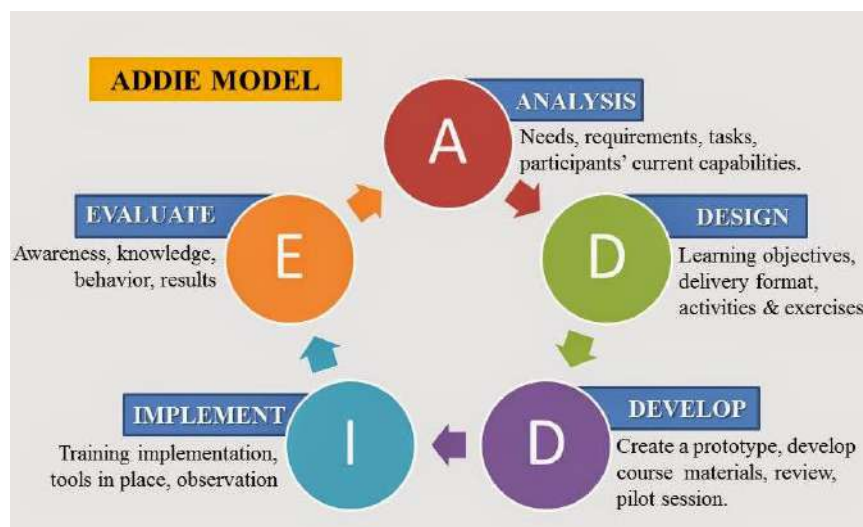 ADDIE MODEL
A
ANALYSIS
Needs, requirements, tasks,
participants' current capabilities.
D
DESIGN
Learning objectives,
delivery format,
activities & exercises
D
DEVELOP
Create a prototype, develop
course materials, review,
pilot session.
I
IMPLEMENT
Training implementation,
tools in place, observation
E
EVALUATE
Awareness, knowledge,
behavior, results